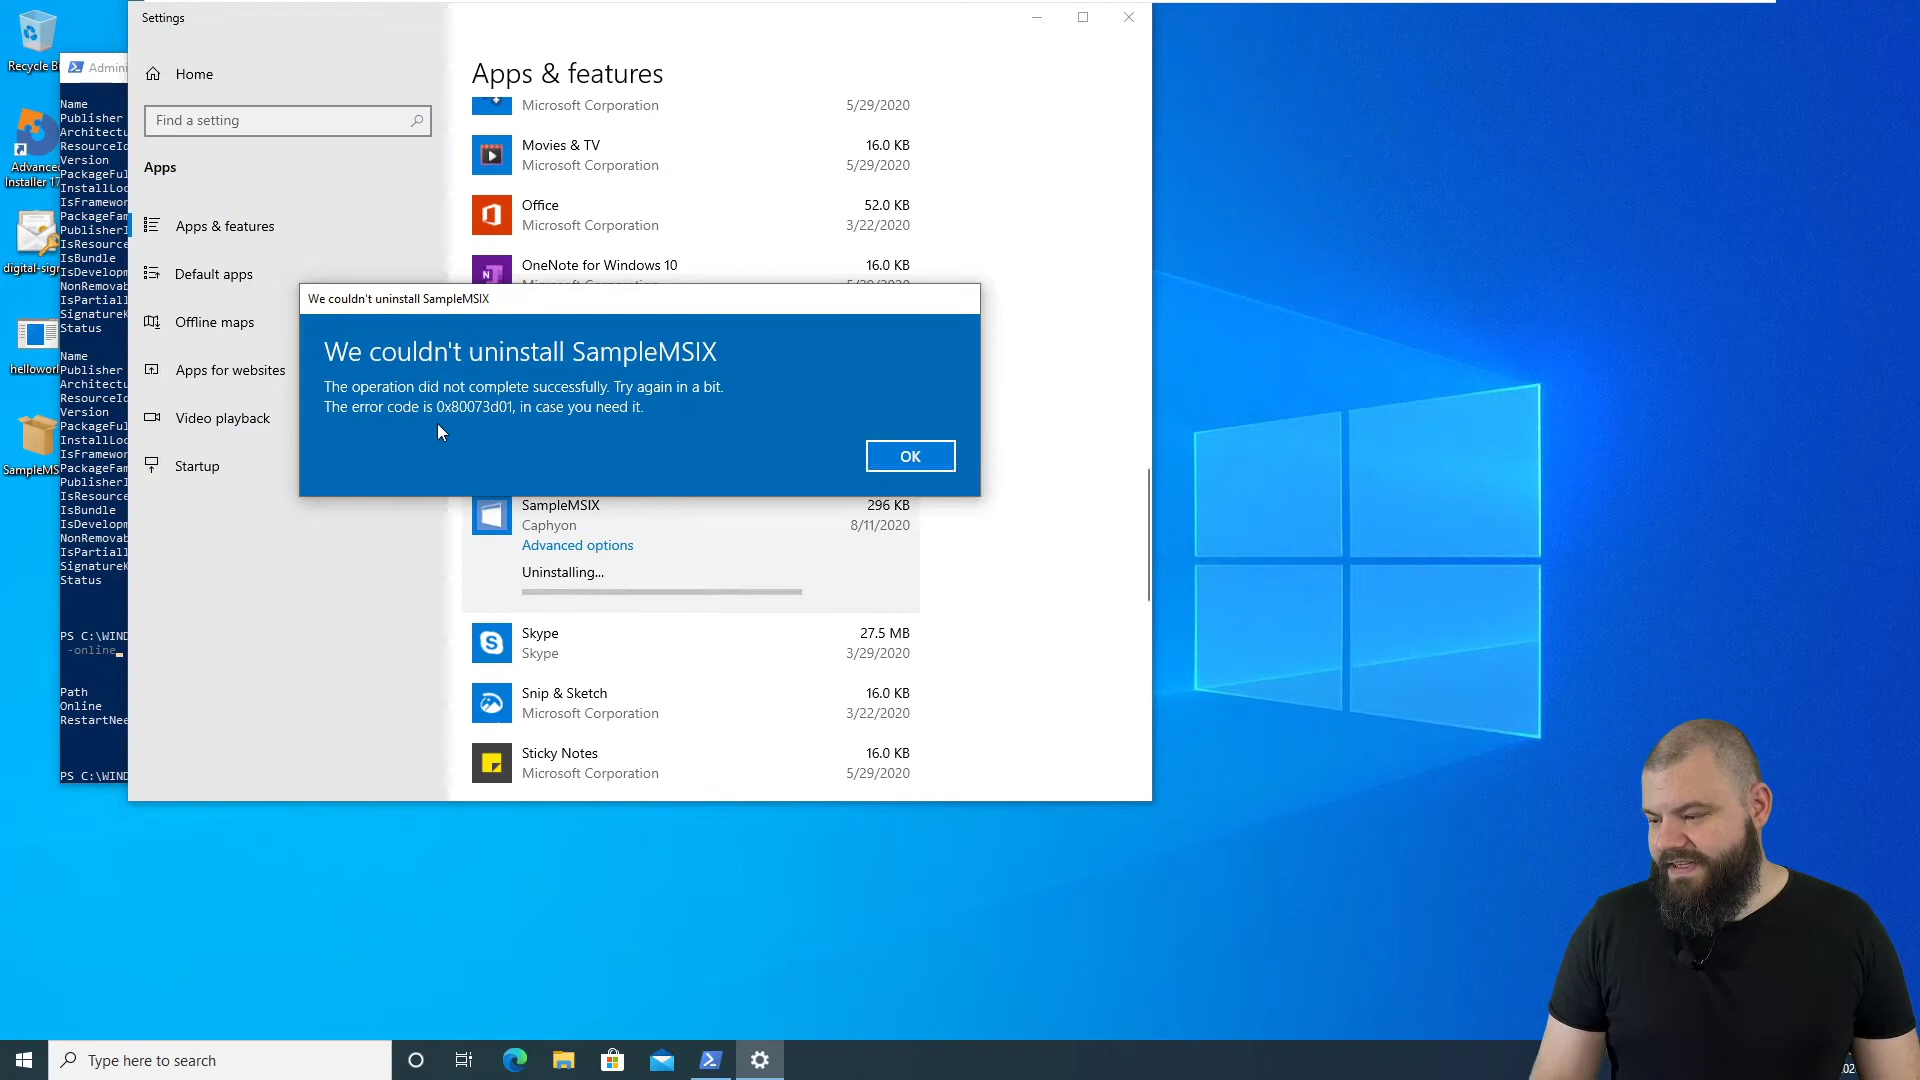 Settings
Home
Find a setting
Apps
Apps & features
Default apps
Offline maps
Apps for websites
Video playback
Startup
Apps & features
Microsoft Corporation 5/29/2020
Movies & TV 16.0 KB
Microsoft Corporation 5/29/2020
Office 52.0 KB
Microsoft Corporation 3/22/2020
OneNote for Windows 10 16.0 KB
Microsoft Corporation 5/29/2020
We couldn't uninstall SampleMSIX
We couldn't uninstall SampleMSIX
The operation did not complete successfully. Try again in a bit.
The error code is 0x80073d01, in case you need it.
OK
SampleMSIX 296 KB
Caphyon 8/11/2020
Advanced options
Uninstalling...
Skype 27.5 MB
Skype 3/29/2020
Snip & Sketch 16.0 KB
Microsoft Corporation 3/22/2020
Sticky Notes 16.0 KB
Microsoft Corporation 5/29/2020
Recycle B
Advance
Installer 17
digital-sig
hellowor
SampleMS
Admini
Name
Publisher
Architectu
ResourceId
Version
PackageFul
InstallLoc
IsFramewor
PackageFam
PublisherI
IsResource
IsBundle
IsDevelopm
NonRemovab
IsPartiall
SignatureK
Status
Name
Publisher
Architectu
ResourceId
Version
PackageFul
InstallLoc
IsFramewor
PackageFam
PublisherI
IsResource
IsBundle
IsDevelopm
NonRemovab
IsPartiall
SignatureK
Status
PS C:\WIND
-online
Path
Online
RestartNee
PS C:\WIND
Type here to search